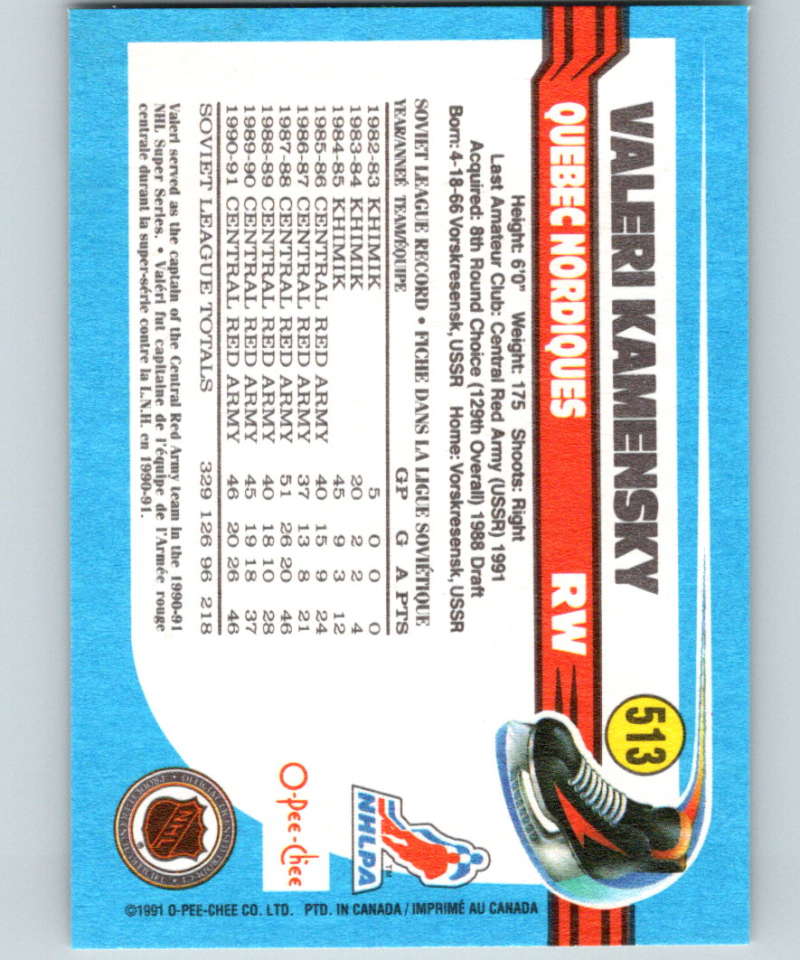 VALERI KAMENSKY
513
QUEBEC NORDIQUES RW
Height: 6'0" Weight: 175 Shoots: Right
Last Amateur Club: Central Red Army (USSR) 1991
Acquired: 8th Round Choice (129th Overall) 1988 Draft
Born: 4-18-66 Vorskresensk, USSR Home: Vorskresensk, USSR
SOVIET LEAGUE RECORD • FICHE DANS LA LIGUE SOVIÉTIQUE
YEAR/ANNEÉ TEAM/ÉQUIPE GP G A PTS
1982-83 KHIMIK 5 0 0 0
1983-84 KHIMIK 20 2 2 4
1984-85 KHIMIK 45 9 3 12
1985-86 CENTRAL RED ARMY 40 15 9 24
1986-87 CENTRAL RED ARMY 37 13 8 21
1987-88 CENTRAL RED ARMY 51 26 20 46
1988-89 CENTRAL RED ARMY 40 18 10 28
1989-90 CENTRAL RED ARMY 45 19 18 37
1990-91 CENTRAL RED ARMY 46 20 26 46
SOVIET LEAGUE TOTALS 329 126 96 218
Valeri served as the captain of the Central Red Army team in the 1990-91
NHL Super Series. • Valéri fut capitaine de l'équipe de l'Armée rouge
centrale durant la super-série contre la L.N.H. en 1990-91.
NHLPA
TM
O-Pee-Chee
NHL
©1991 O-PEE-CHEE CO. LTD. PTD. IN CANADA / IMPRIMÉ AU CANADA